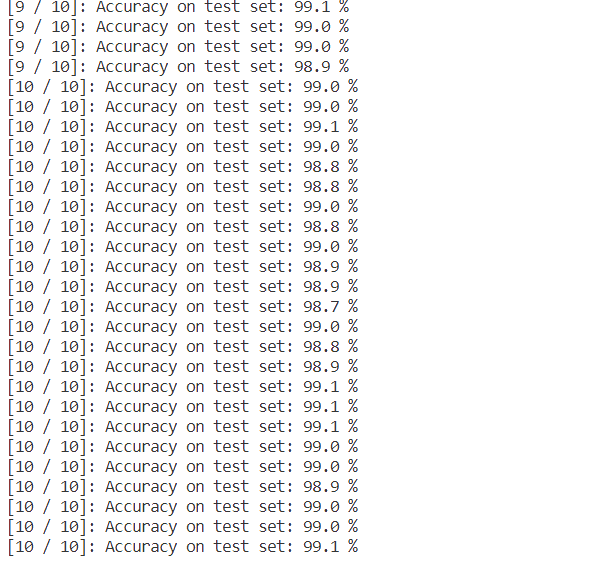 [9 / 10]: Accuracy on test set: 99.1 %
[9 / 10]: Accuracy on test set: 99.0 %
[9 / 10]: Accuracy on test set: 99.0 %
[9 / 10]: Accuracy on test set: 98.9 %
[10 / 10]: Accuracy on test set: 99.0 %
[10 / 10]: Accuracy on test set: 99.0 %
[10 / 10]: Accuracy on test set: 99.1 %
[10 / 10]: Accuracy on test set: 99.0 %
[10 / 10]: Accuracy on test set: 98.8 %
[10 / 10]: Accuracy on test set: 98.8 %
[10 / 10]: Accuracy on test set: 99.0 %
[10 / 10]: Accuracy on test set: 98.8 %
[10 / 10]: Accuracy on test set: 99.0 %
[10 / 10]: Accuracy on test set: 98.9 %
[10 / 10]: Accuracy on test set: 98.9 %
[10 / 10]: Accuracy on test set: 98.7 %
[10 / 10]: Accuracy on test set: 99.0 %
[10 / 10]: Accuracy on test set: 98.8 %
[10 / 10]: Accuracy on test set: 98.9 %
[10 / 10]: Accuracy on test set: 99.1 %
[10 / 10]: Accuracy on test set: 99.1 %
[10 / 10]: Accuracy on test set: 99.1 %
[10 / 10]: Accuracy on test set: 99.0 %
[10 / 10]: Accuracy on test set: 99.0 %
[10 / 10]: Accuracy on test set: 98.9 %
[10 / 10]: Accuracy on test set: 99.0 %
[10 / 10]: Accuracy on test set: 99.0 %
[10 / 10]: Accuracy on test set: 99.1 %